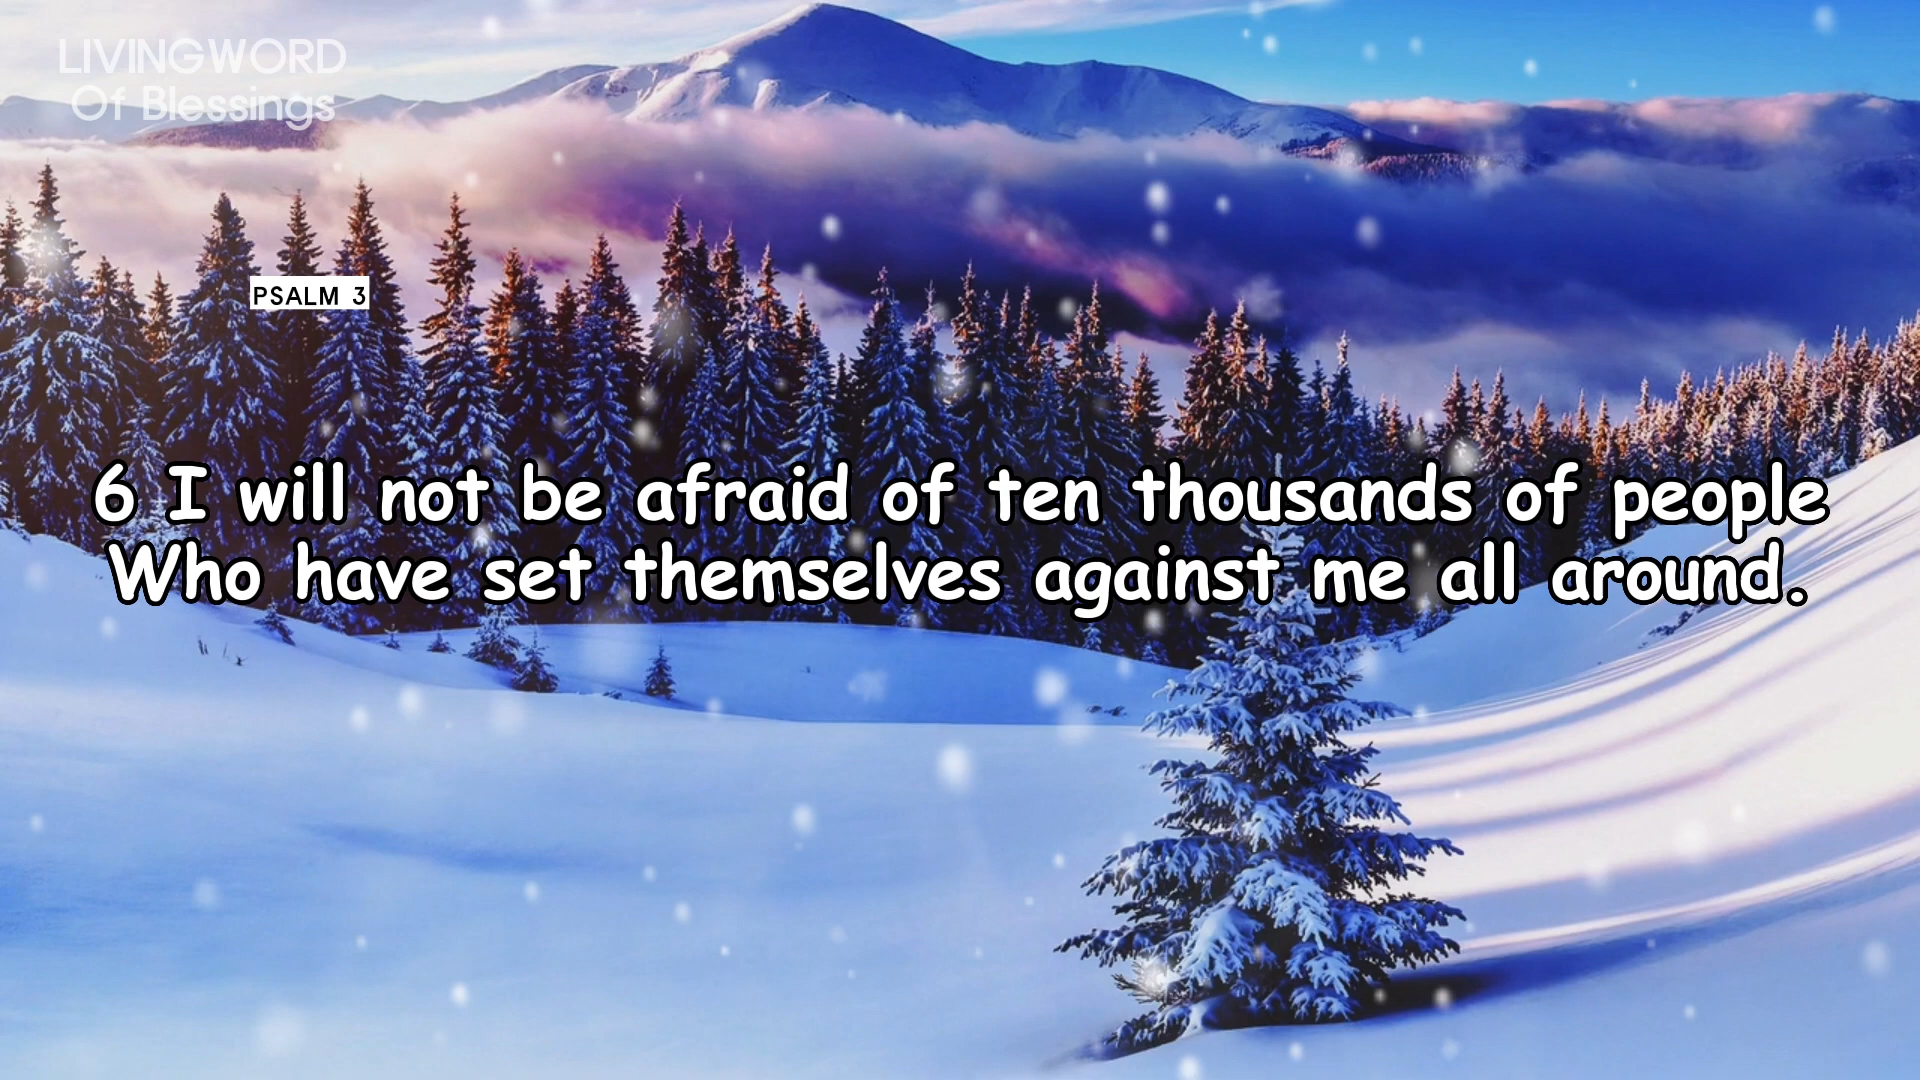 LIVINGWORD
Of Blessings
PSALM 3
6 I will not be afraid of ten thousands of people
Who have set themselves against me all around.